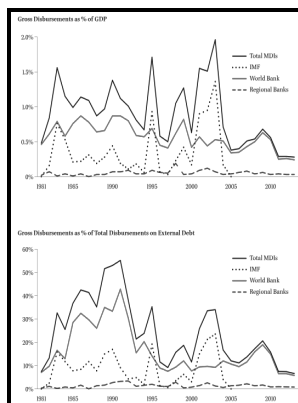 Gross Disbursements as % of GDP
2.0%
Total MDIs
IMF
1.5%
World Bank
Regional Banks
1.0%
0.5%
0%
1981 1985 1990 1995 2000 2005 2010
Gross Disbursements as % of Total Disbursements on External Debt
60%
Total MDIs
50%
IMF
World Bank
40%
Regional Banks
30%
20%
10%
0%
1981 1985 1990 1995 2000 2005 2010